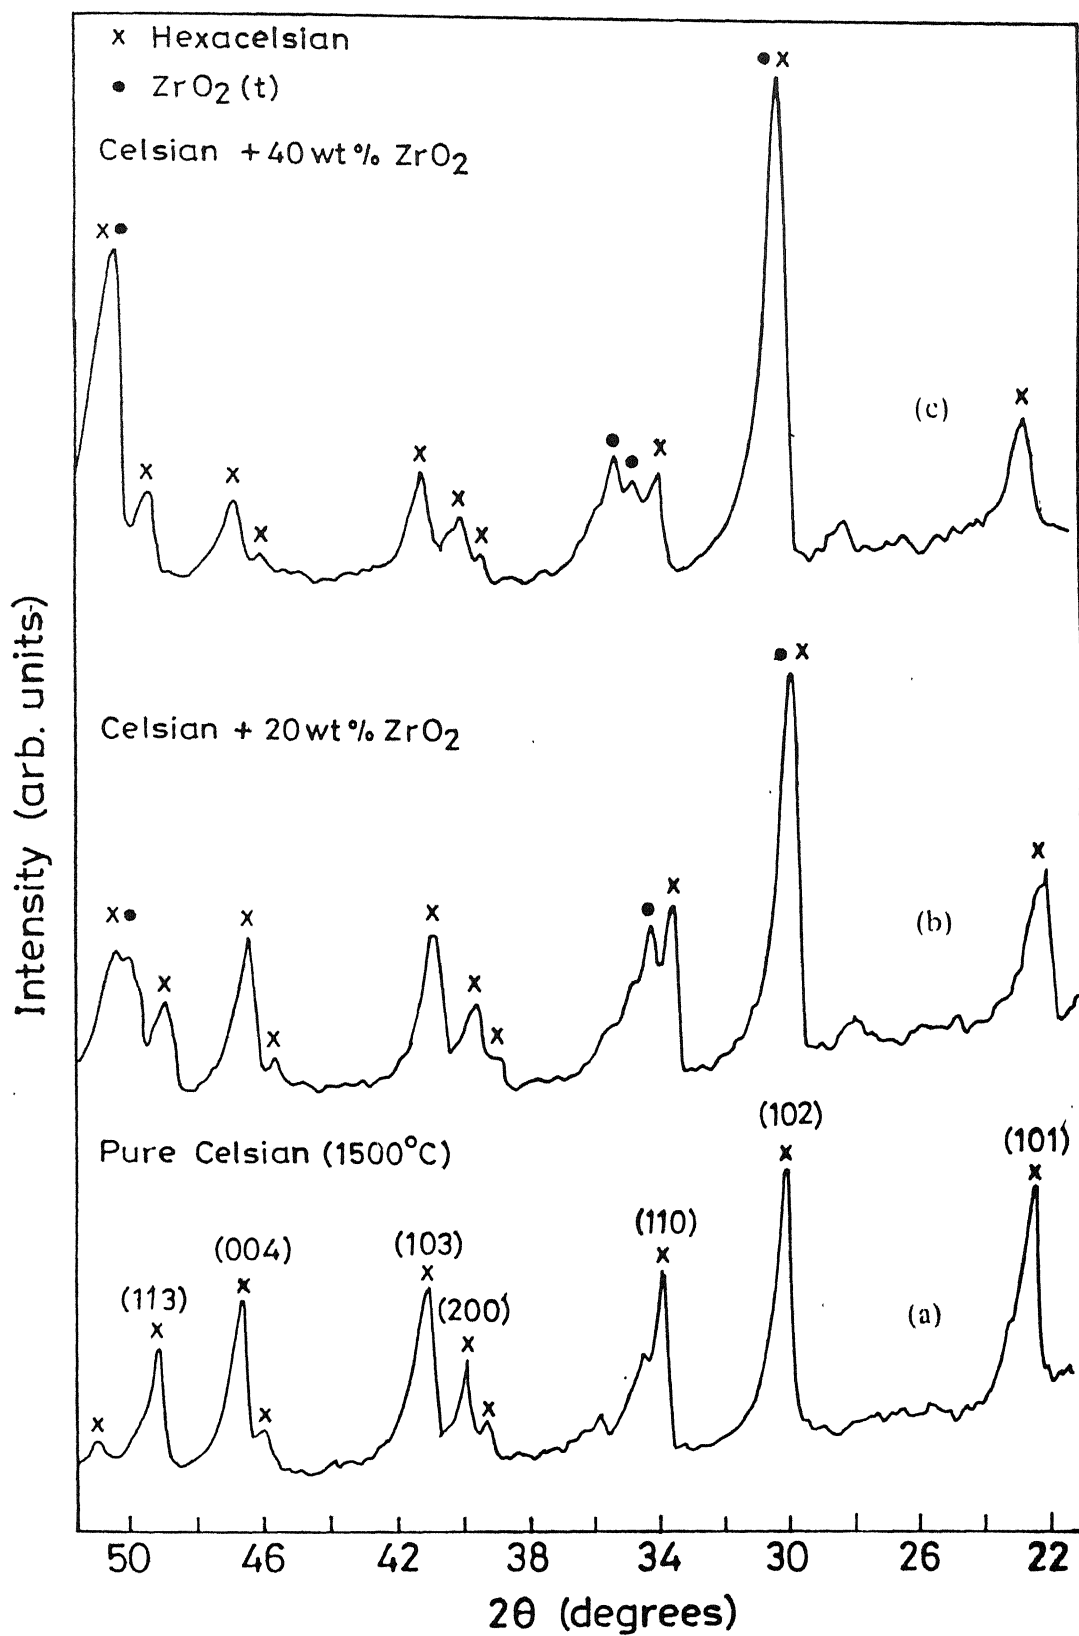 x Hexacelsian
• ZrO2 (t)
Celsian + 40 wt % ZrO2
x •
• x
x
x
x
x
x
x
•
•
x
(c)
x
Intensity (arb. units)
Celsian + 20 wt % ZrO2
• x
x •
x
x
x
x
x
x
•
x
(b)
x
Pure Celsian (1500°C)
(102)
x
(101)
x
(110)
x
(103)
x
(004)
x
(200)
x
(113)
x
x
x
x
(a)
50 46 42 38 34 30 26 22
2θ (degrees)